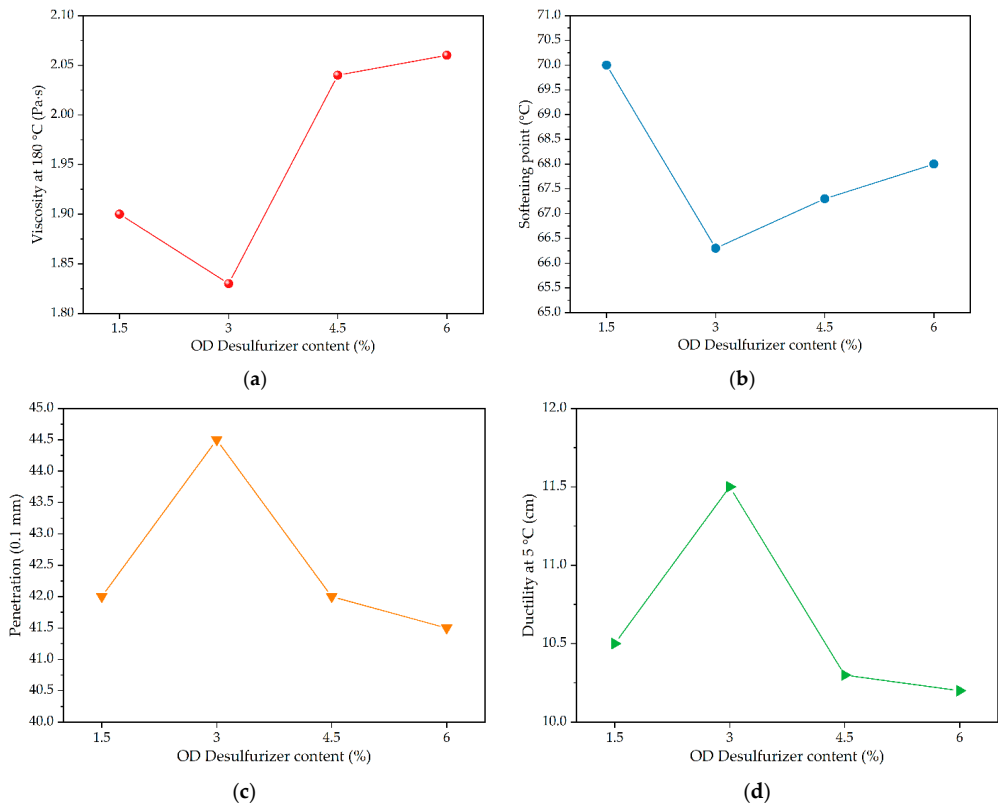 2.10
2.05
2.00
1.95
1.90
1.85
1.80
Viscosity at 180 °C (Pa·s)
1.5 3 4.5 6
OD Desulfurizer content (%)
(a)
71.0
70.5
70.0
69.5
69.0
68.5
68.0
67.5
67.0
66.5
66.0
65.5
65.0
Softening point (°C)
1.5 3 4.5 6
OD Desulfurizer content (%)
(b)
45.0
44.5
44.0
43.5
43.0
42.5
42.0
41.5
41.0
40.5
40.0
Penetration (0.1 mm)
1.5 3 4.5 6
OD Desulfurizer content (%)
(c)
12.0
11.5
11.0
10.5
10.0
Ductility at 5 °C (cm)
1.5 3 4.5 6
OD Desulfurizer content (%)
(d)